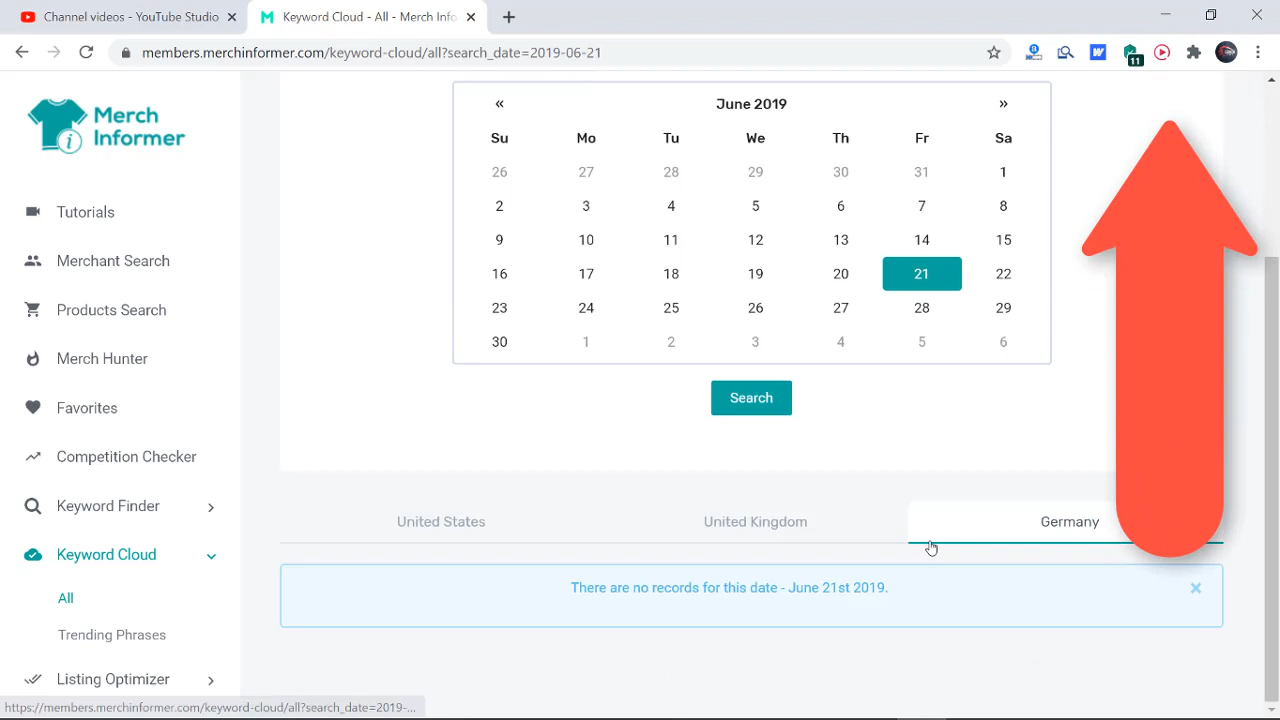 Channel videos - YouTube Studio
Keyword Cloud - All - Merch Info
members.merchinformer.com/keyword-cloud/all?search_date=2019-06-21
11
Merch
Informer
Tutorials
Merchant Search
Products Search
Merch Hunter
Favorites
Competition Checker
Keyword Finder
Keyword Cloud
All
Trending Phrases
Listing Optimizer
« June 2019 »
Su Mo Tu We Th Fr Sa
26 27 28 29 30 31 1
2 3 4 5 6 7 8
9 10 11 12 13 14 15
16 17 18 19 20 21 22
23 24 25 26 27 28 29
30 1 2 3 4 5 6
Search
United States United Kingdom Germany
There are no records for this date - June 21st 2019.
https://members.merchinformer.com/keyword-cloud/all?search_date=2019-...